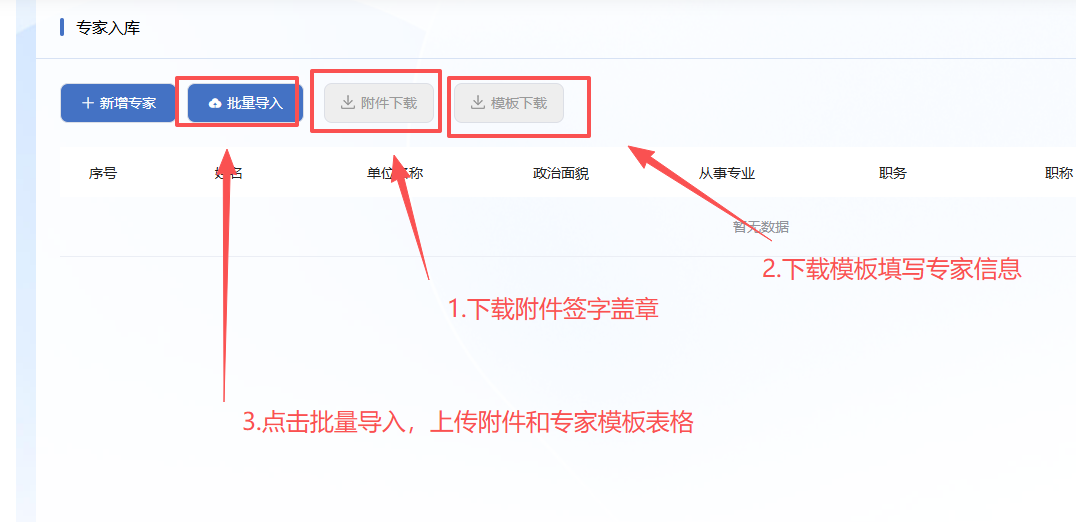 专家入库
新增专家 批量导入 附件下载 模板下载
序号 姓名 单位名称 政治面貌 从事专业 职务 职称
暂无数据
2.下载模板填写专家信息
1.下载附件签字盖章
3.点击批量导入，上传附件和专家模板表格